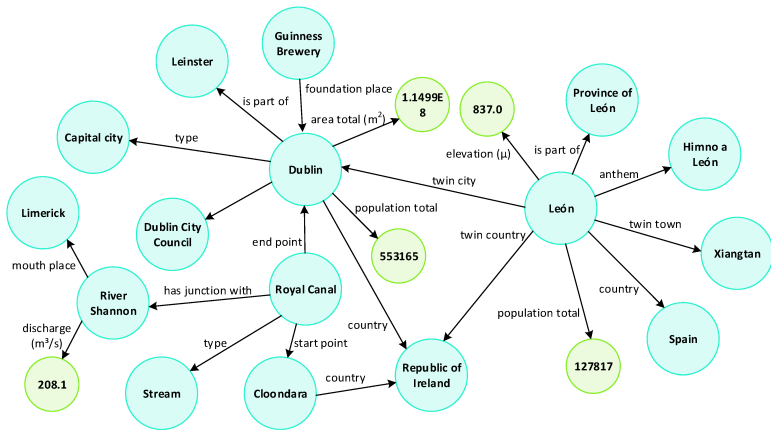 Guinness
Brewery
Leinster
foundation place
is part of
area total (m²)
1.1499E
8
837.0
Province of
León
Capital city
type
elevation (µ)
is part of
Himno a
León
anthem
Dublin
twin city
León
Limerick
Dublin City
Council
population total
twin country
twin town
Xiangtan
mouth place
end point
553165
River
Shannon
has junction with
Royal Canal
country
population total
country
discharge
(m³/s)
type
start point
Spain
208.1
Stream
Cloondara
country
Republic of
Ireland
127817